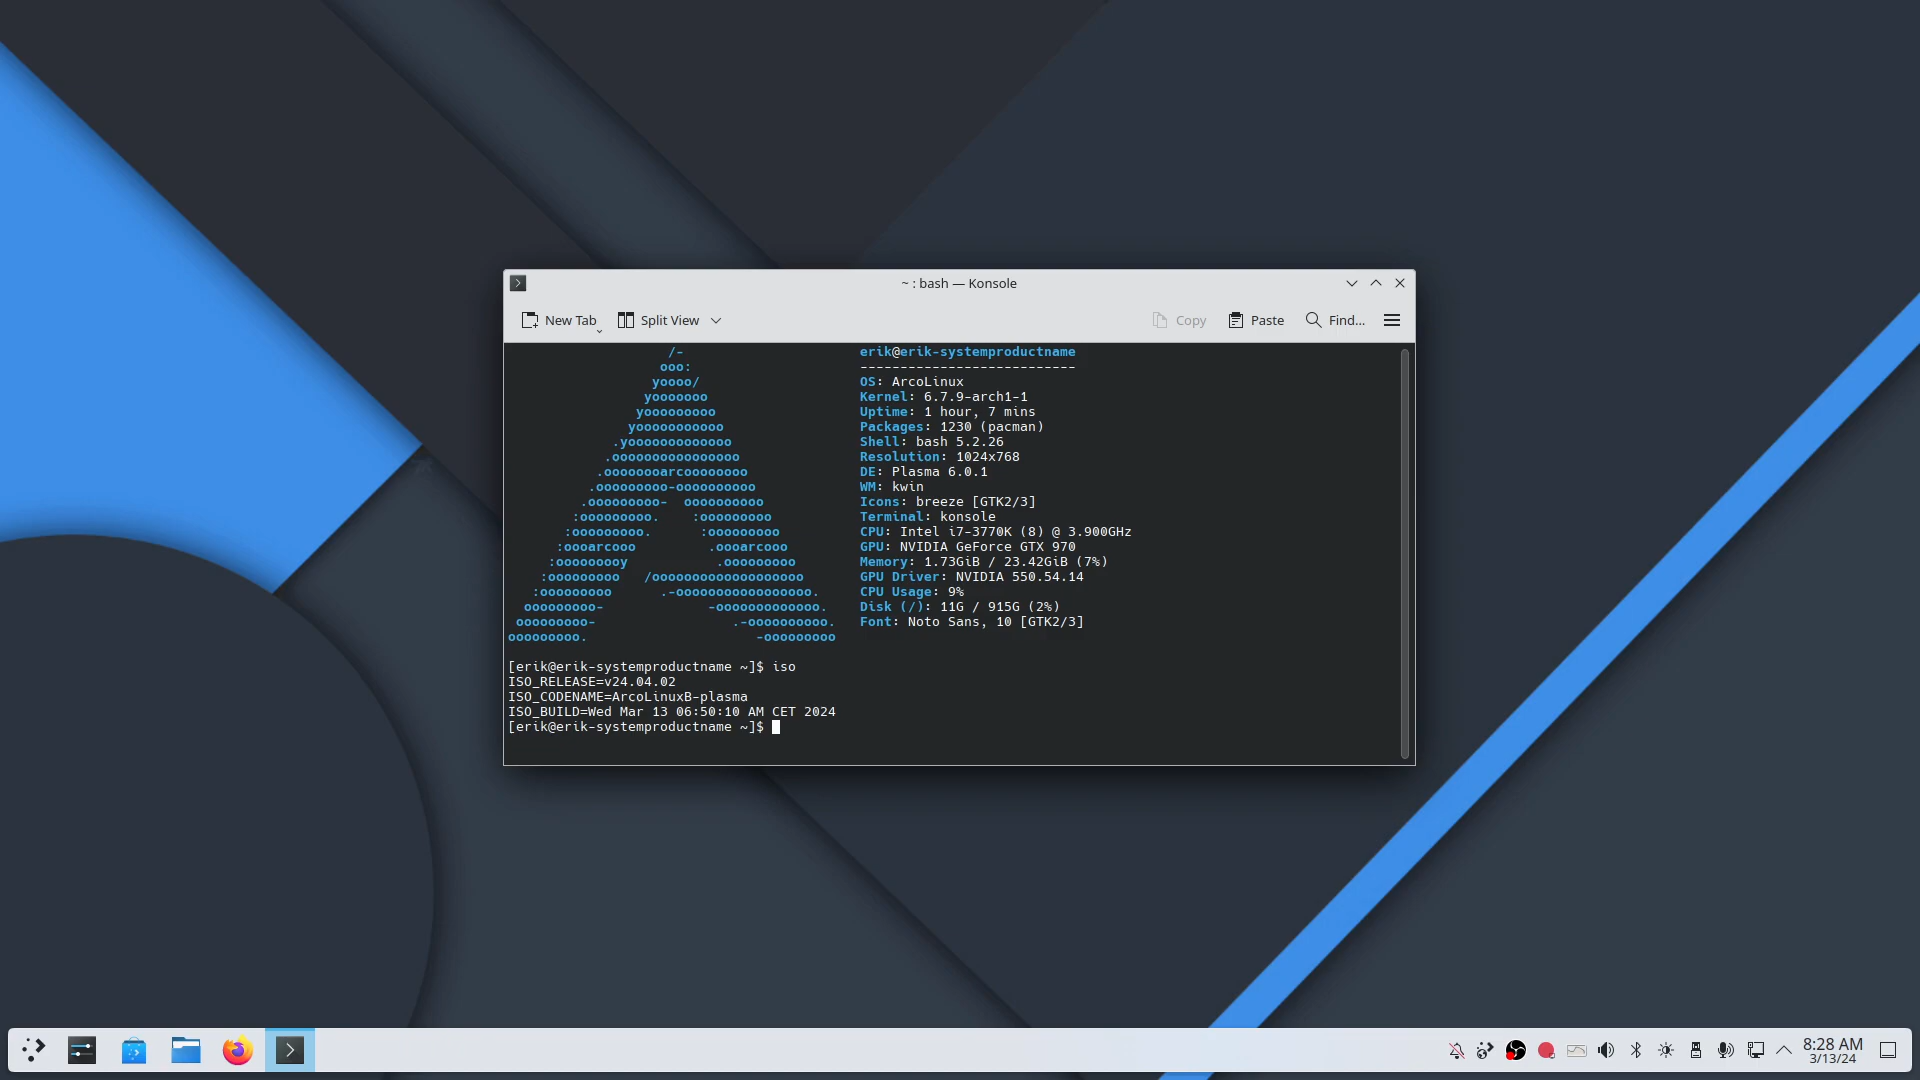 ~ : bash — Konsole
New Tab
Split View
Copy
Paste
Find...
/-
ooo:
yoooo/
yooooooo
yooooooooo
yooooooooooo
.yooooooooooooo
.oooooooooooooooo
.oooooooarcoooooooo
.ooooooooo-oooooooooo
.ooooooooo-  oooooooooo
:ooooooooo.    :ooooooooo
:ooooooooo.      :ooooooooo
:oooarcooo         .oooarcooo
:ooooooooy           .ooooooooo
:ooooooooo   /ooooooooooooooooooo
:ooooooooo      .-ooooooooooooooooo.
ooooooooo-             -ooooooooooooo.
ooooooooo-                 .-oooooooooo.
ooooooooo.                     -ooooooooo
erik@erik-systemproductname
---------------------------
OS: ArcoLinux
Kernel: 6.7.9-arch1-1
Uptime: 1 hour, 7 mins
Packages: 1230 (pacman)
Shell: bash 5.2.26
Resolution: 1024x768
DE: Plasma 6.0.1
WM: kwin
Icons: breeze [GTK2/3]
Terminal: konsole
CPU: Intel i7-3770K (8) @ 3.900GHz
GPU: NVIDIA GeForce GTX 970
Memory: 1.73GiB / 23.42GiB (7%)
GPU Driver: NVIDIA 550.54.14
CPU Usage: 9%
Disk (/): 11G / 915G (2%)
Font: Noto Sans, 10 [GTK2/3]
[erik@erik-systemproductname ~]$ iso
ISO_RELEASE=v24.04.02
ISO_CODENAME=ArcoLinuxB-plasma
ISO_BUILD=Wed Mar 13 06:50:10 AM CET 2024
[erik@erik-systemproductname ~]$
8:28 AM
3/13/24